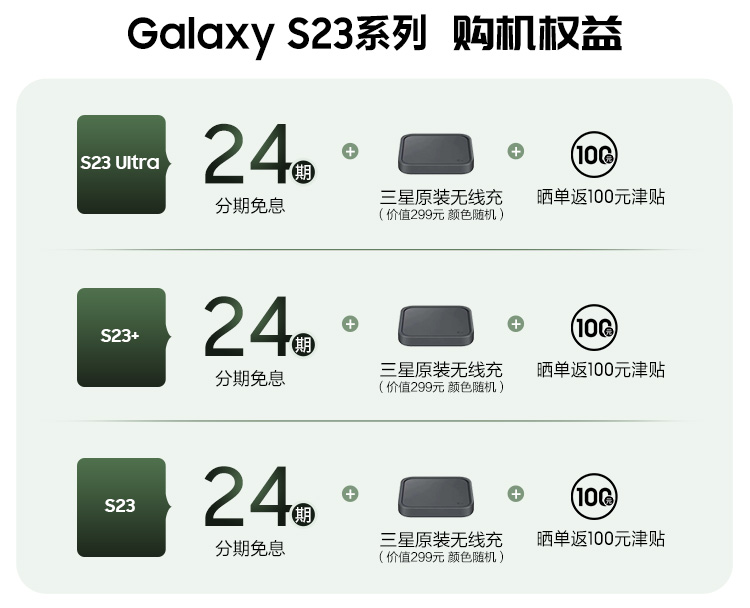 Galaxy S23系列 购机权益
S23 Ultra
24期
分期免息
+
三星原装无线充
(价值299元 颜色随机)
+
100元
晒单返100元津贴
S23+
24期
分期免息
+
三星原装无线充
(价值299元 颜色随机)
+
100元
晒单返100元津贴
S23
24期
分期免息
+
三星原装无线充
(价值299元 颜色随机)
+
100元
晒单返100元津贴